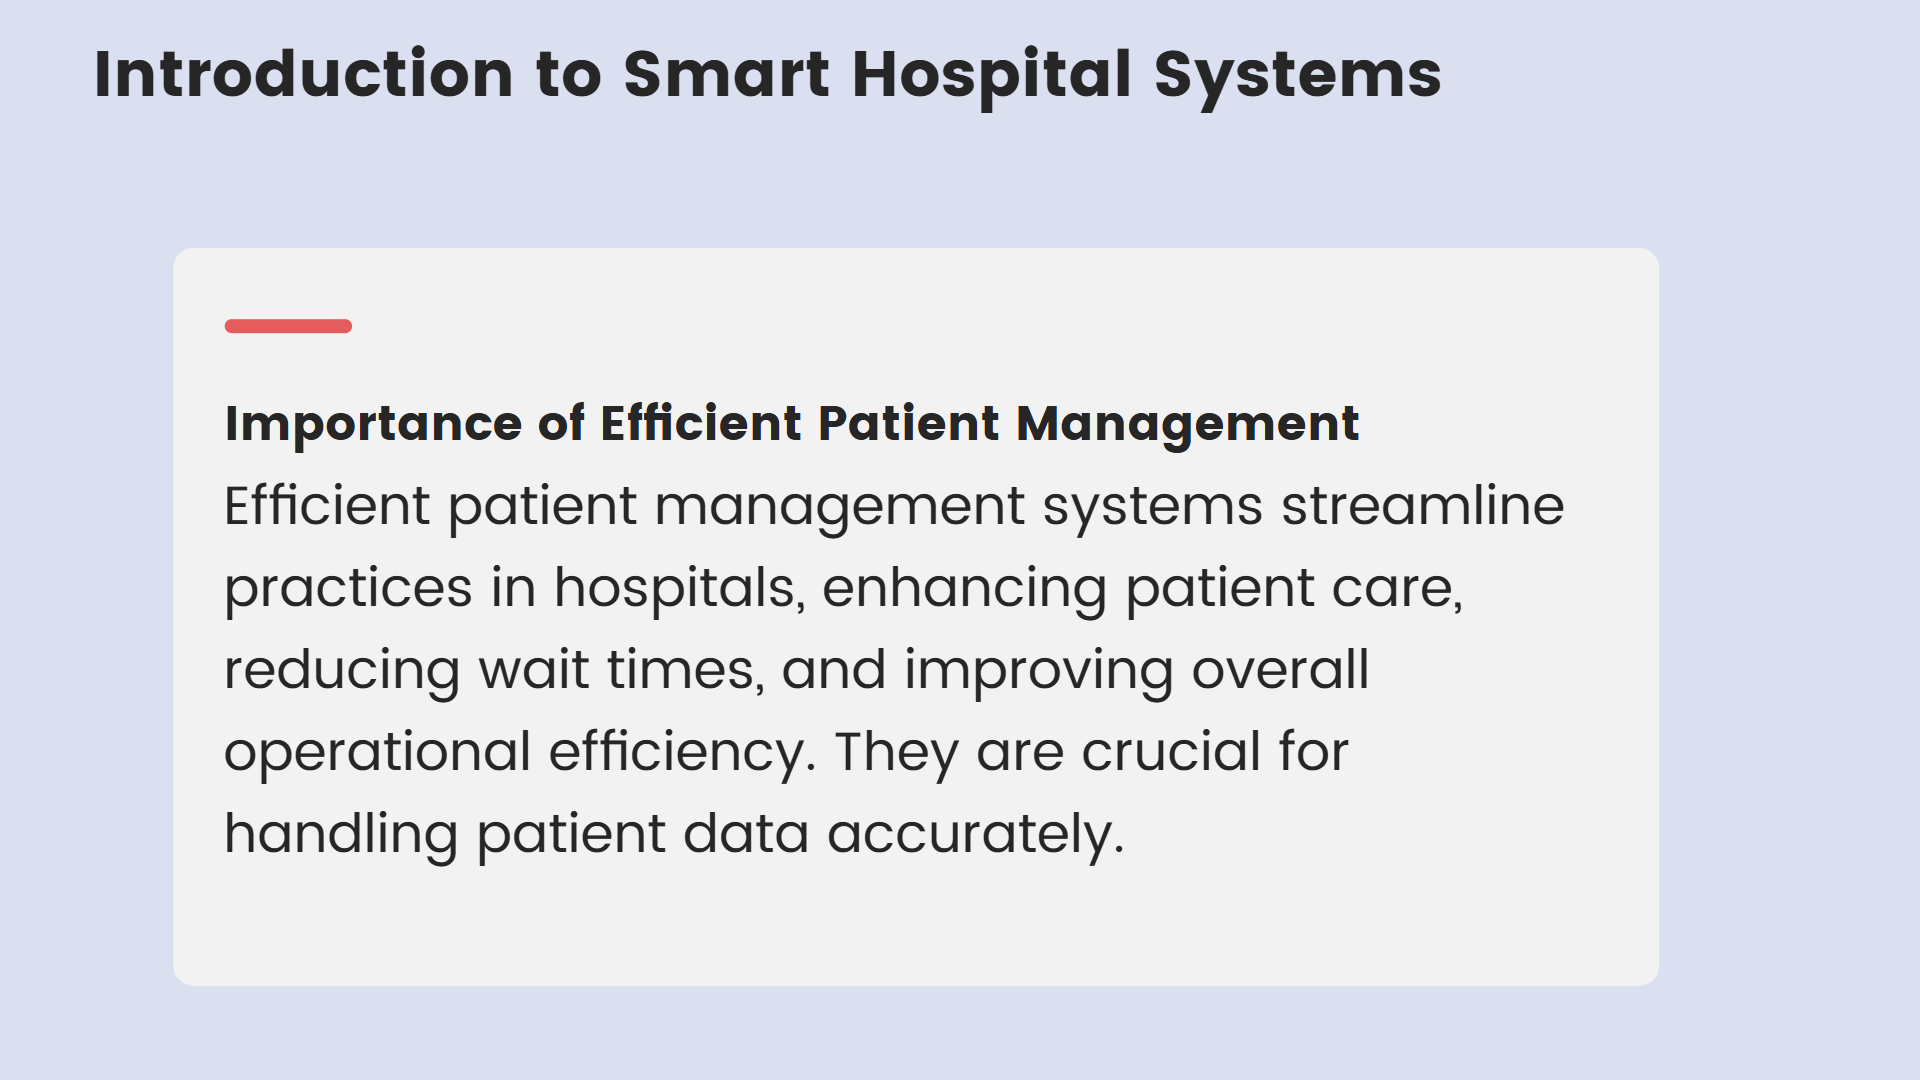 Introduction to Smart Hospital Systems
Importance of Efficient Patient Management
Efficient patient management systems streamline
practices in hospitals, enhancing patient care,
reducing wait times, and improving overall
operational efficiency. They are crucial for
handling patient data accurately.